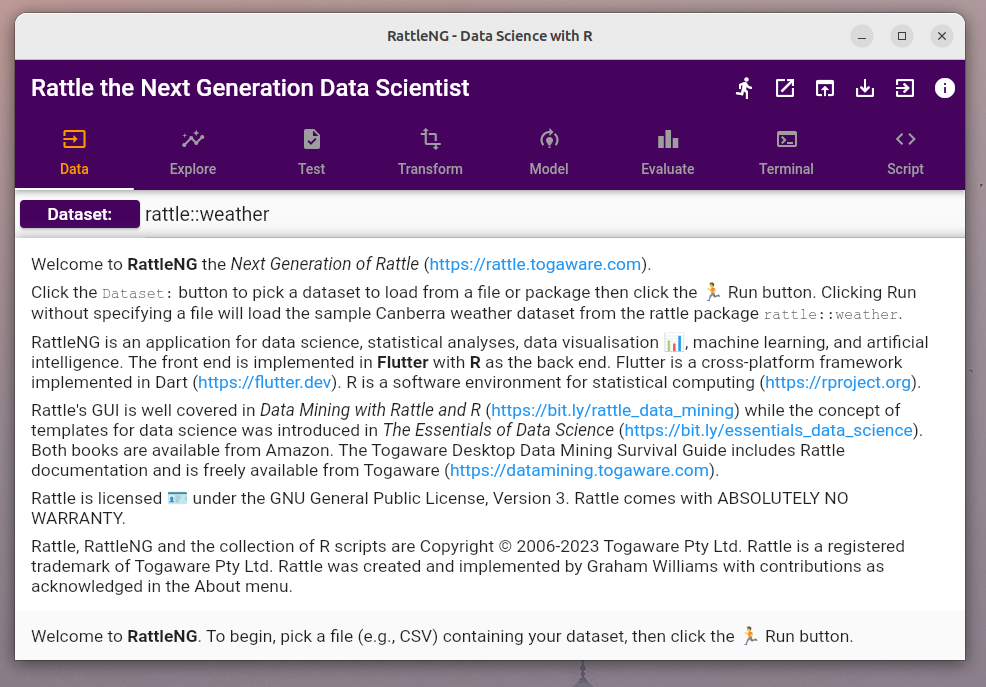 RattleNG - Data Science with R
Rattle the Next Generation Data Scientist
Data Explore Test Transform Model Evaluate Terminal Script
Dataset: rattle::weather
Welcome to RattleNG the Next Generation of Rattle (https://rattle.togaware.com).
Click the Dataset: button to pick a dataset to load from a file or package then click the 🏃 Run button. Clicking Run
without specifying a file will load the sample Canberra weather dataset from the rattle package rattle::weather.
RattleNG is an application for data science, statistical analyses, data visualisation 📊, machine learning, and artificial
intelligence. The front end is implemented in Flutter with R as the back end. Flutter is a cross-platform framework
implemented in Dart (https://flutter.dev). R is a software environment for statistical computing (https://rproject.org).
Rattle's GUI is well covered in Data Mining with Rattle and R (https://bit.ly/rattle_data_mining) while the concept of
templates for data science was introduced in The Essentials of Data Science (https://bit.ly/essentials_data_science).
Both books are available from Amazon. The Togaware Desktop Data Mining Survival Guide includes Rattle
documentation and is freely available from Togaware (https://datamining.togaware.com).
Rattle is licensed 🪪 under the GNU General Public License, Version 3. Rattle comes with ABSOLUTELY NO
WARRANTY.
Rattle, RattleNG and the collection of R scripts are Copyright © 2006-2023 Togaware Pty Ltd. Rattle is a registered
trademark of Togaware Pty Ltd. Rattle was created and implemented by Graham Williams with contributions as
acknowledged in the About menu.
Welcome to RattleNG. To begin, pick a file (e.g., CSV) containing your dataset, then click the 🏃 Run button.